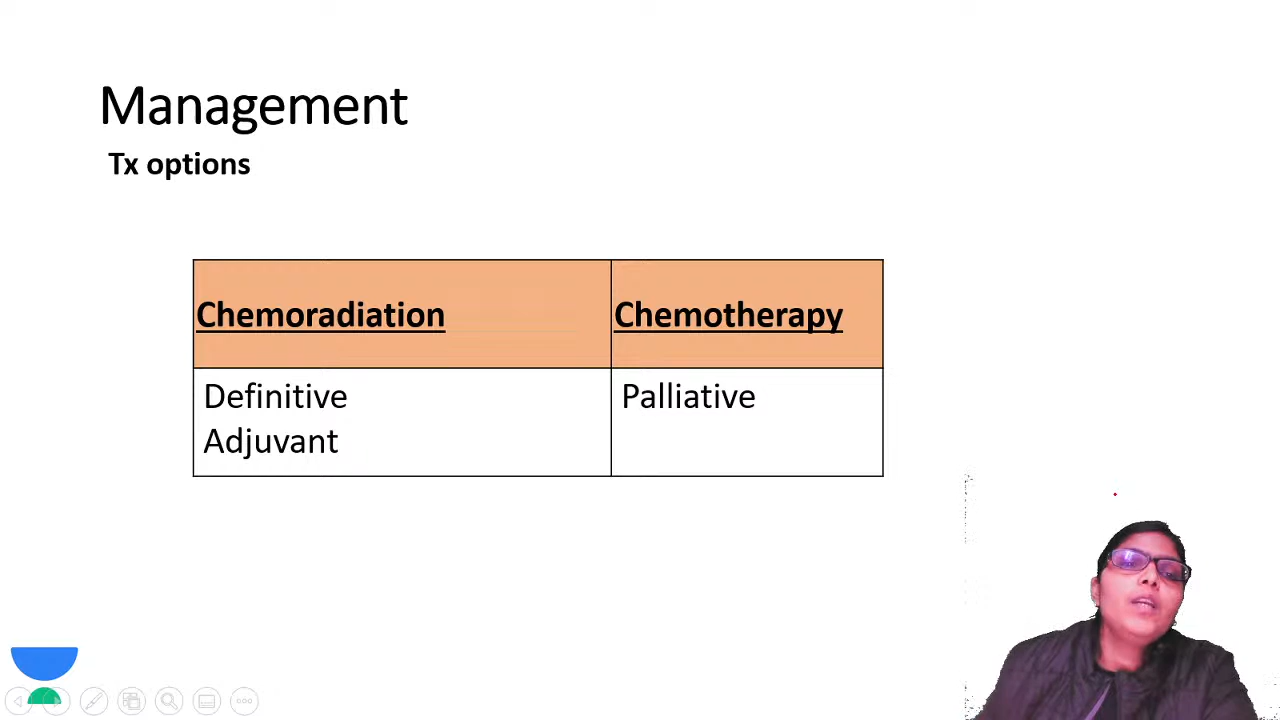 Management
Tx options
Chemoradiation Chemotherapy
Definitive Palliative
Adjuvant